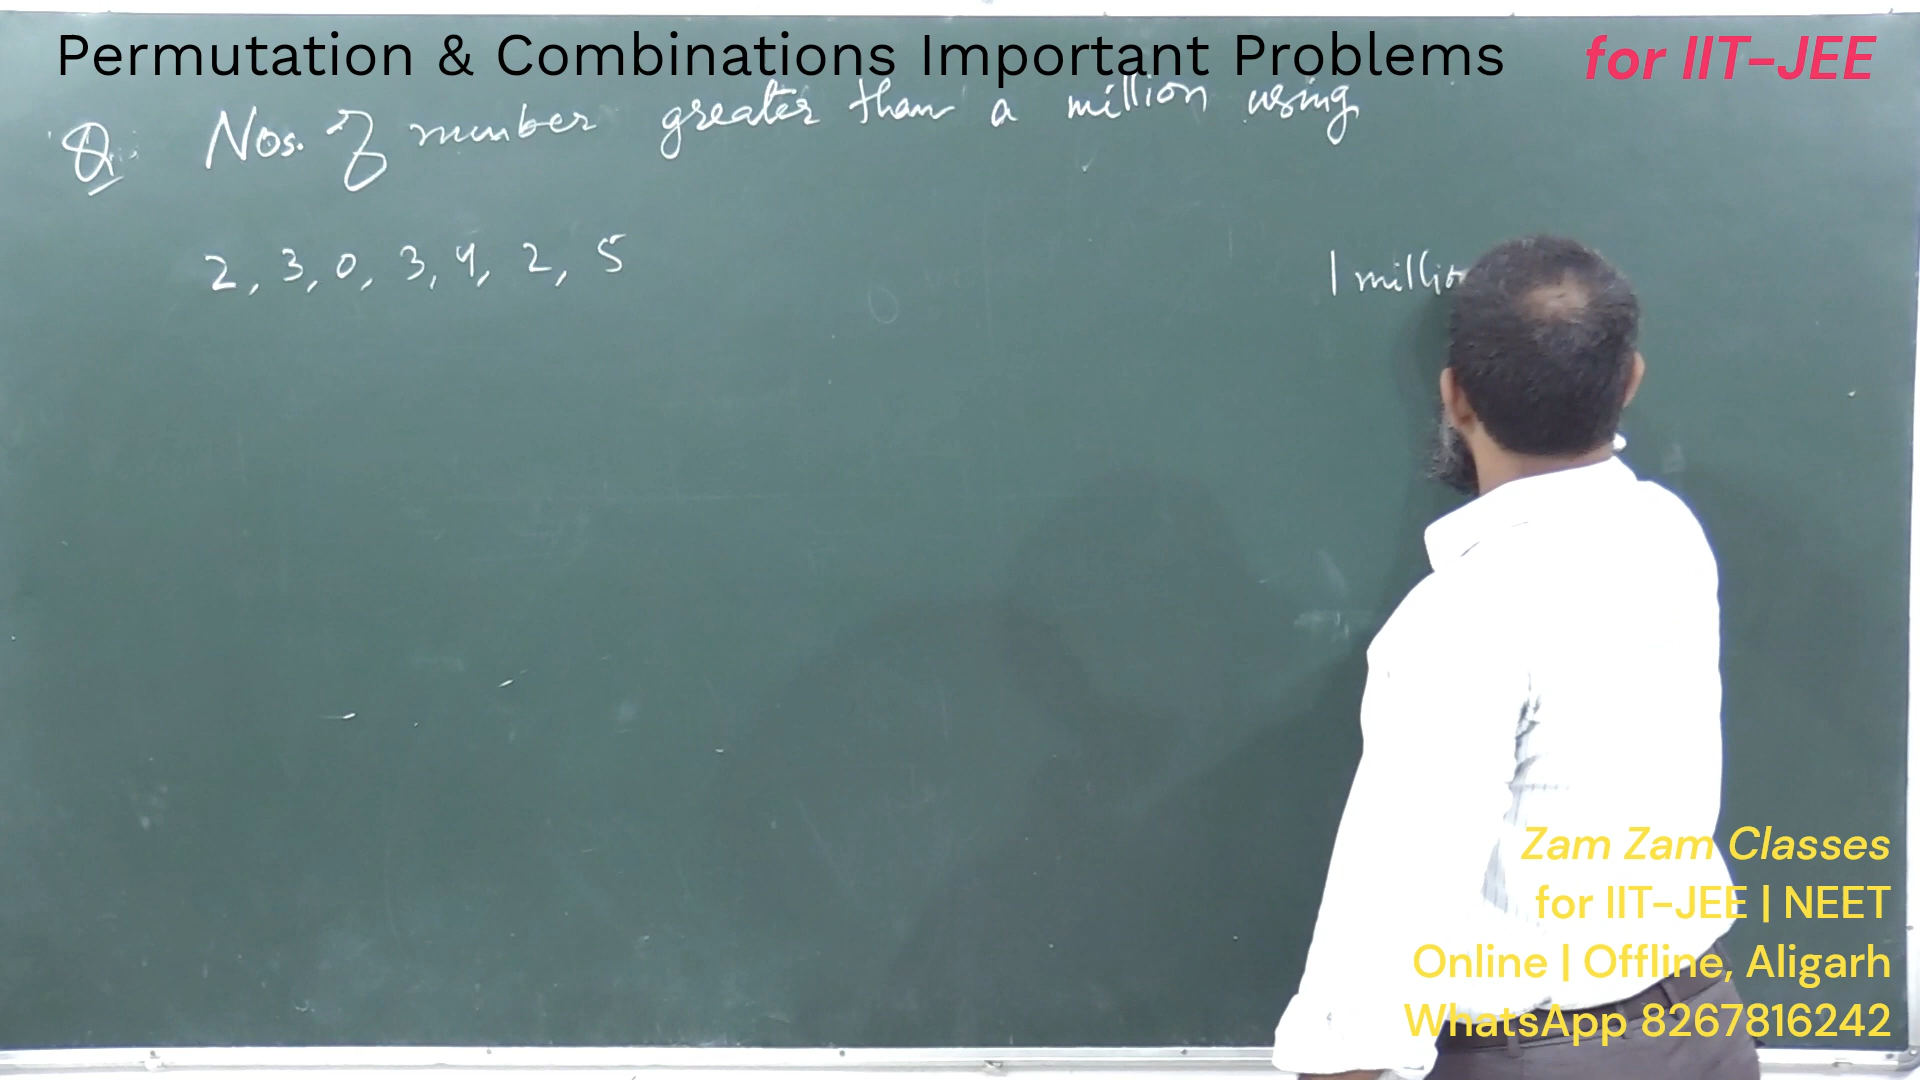 Permutation & Combinations Important Problems for IIT-JEE
Q. Nos. of number greater than a million using
2, 3, 0, 3, 4, 2, 5
1 million
Zam Zam Classes
for IIT-JEE | NEET
Online | Offline, Aligarh
WhatsApp 8267816242